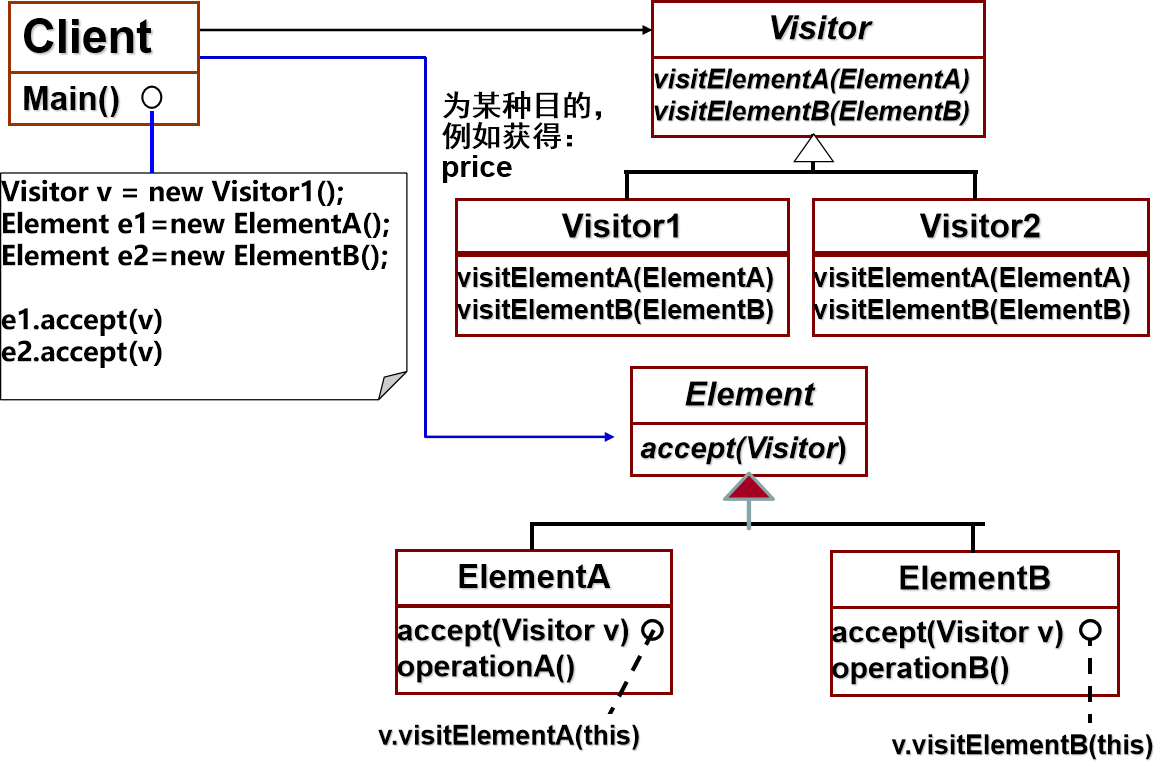 Client
Main()
Visitor v = new Visitor1();
Element e1=new ElementA();
Element e2=new ElementB();
e1.accept(v)
e2.accept(v)
为某种目的，
例如获得：
price
Visitor
visitElementA(ElementA)
visitElementB(ElementB)
Visitor1
visitElementA(ElementA)
visitElementB(ElementB)
Visitor2
visitElementA(ElementA)
visitElementB(ElementB)
Element
accept(Visitor)
ElementA
accept(Visitor v)
operationA()
v.visitElementA(this)
ElementB
accept(Visitor v)
operationB()
v.visitElementB(this)